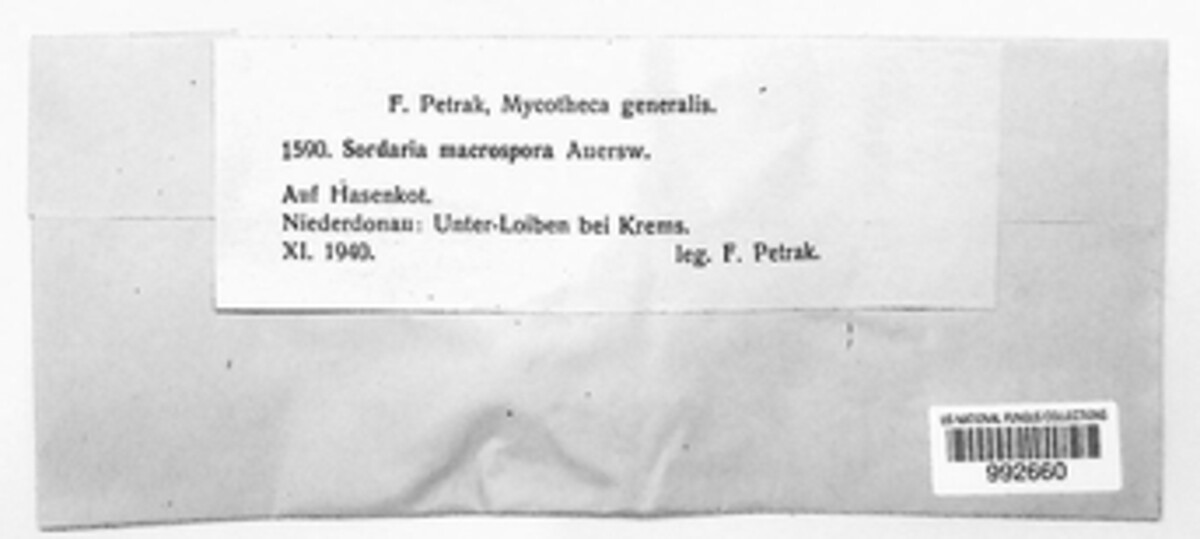 F. Petrak, Mycotheca generalis.
1590. Sordaria macrospora Auersw.
Auf Hasenkot.
Niederdonau: Unter-Loiben bei Krems.
XI. 1940. leg. F. Petrak.
US NATIONAL FUNGUS COLLECTIONS
992660